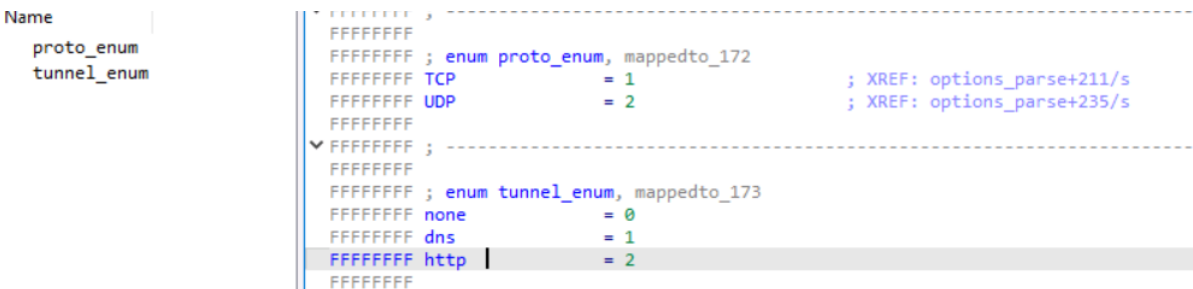 Name
proto_enum
tunnel_enum
FFFFFFFF ; ---------------------------------------------------------------------------
FFFFFFFF
FFFFFFFF ; enum proto_enum, mappedto_172
FFFFFFFF TCP = 1 ; XREF: options_parse+211/s
FFFFFFFF UDP = 2 ; XREF: options_parse+235/s
FFFFFFFF
FFFFFFFF ; ---------------------------------------------------------------------------
FFFFFFFF
FFFFFFFF ; enum tunnel_enum, mappedto_173
FFFFFFFF none = 0
FFFFFFFF dns = 1
FFFFFFFF http = 2
FFFFFFFF